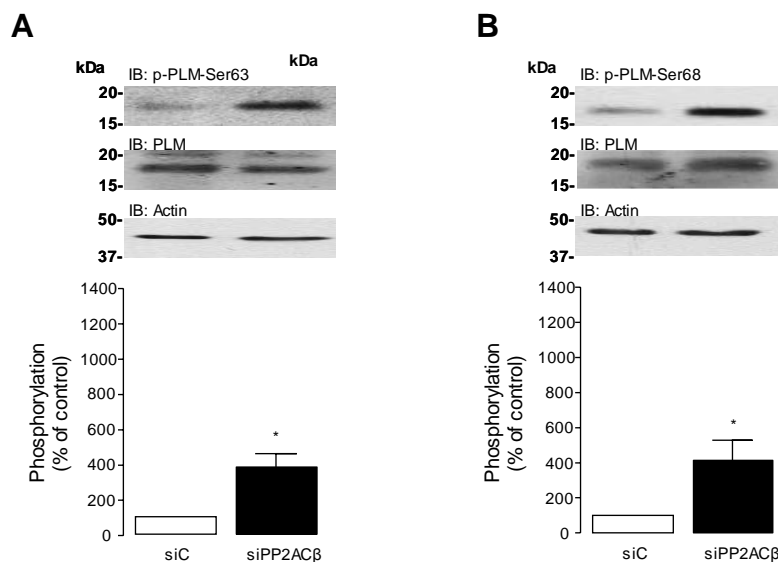 A
kDa
IB: p-PLM-Ser63
kDa
20-
15-
IB: PLM
20-
15-
IB: Actin
50-
37-
Phosphorylation
(% of control)
1400
1200
1000
800
600
400
200
0
*
siC
siPP2ACβ
B
kDa
IB: p-PLM-Ser68
20-
15-
IB: PLM
20-
15-
IB: Actin
50-
37-
Phosphorylation
(% of control)
1400
1200
1000
800
600
400
200
0
*
siC
siPP2ACβ